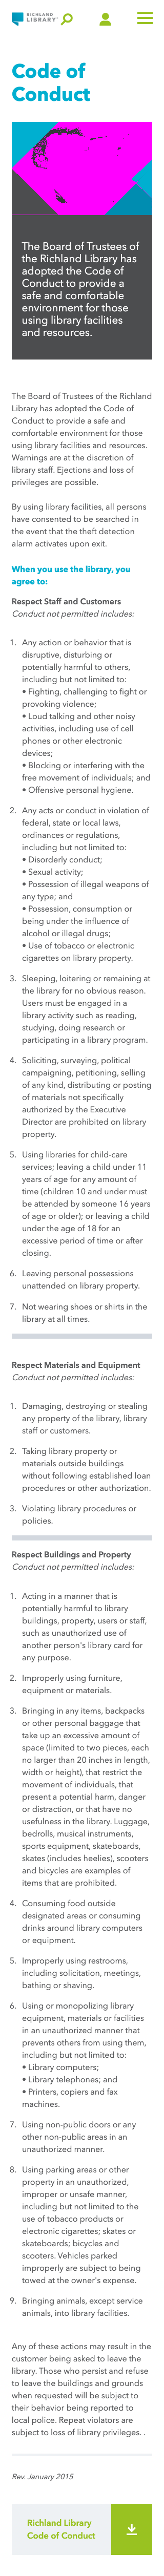 RICHLAND
LIBRARY
Code of
Conduct
The Board of Trustees of
the Richland Library has
adopted the Code of
Conduct to provide a
safe and comfortable
environment for those
using library facilities
and resources.
The Board of Trustees of the Richland
Library has adopted the Code of
Conduct to provide a safe and
comfortable environment for those
using library facilities and resources.
Warnings are at the discretion of
library staff. Ejections and loss of
privileges are possible.
By using library facilities, all persons
have consented to be searched in
the event that the theft detection
alarm activates upon exit.
When you use the library, you
agree to:
Respect Staff and Customers
Conduct not permitted includes:
1. Any action or behavior that is
disruptive, disturbing or
potentially harmful to others,
including but not limited to:
• Fighting, challenging to fight or
provoking violence;
• Loud talking and other noisy
activities, including use of cell
phones or other electronic
devices;
• Blocking or interfering with the
free movement of individuals; and
• Offensive personal hygiene.
2. Any acts or conduct in violation of
federal, state or local laws,
ordinances or regulations,
including but not limited to:
• Disorderly conduct;
• Sexual activity;
• Possession of illegal weapons of
any type; and
• Possession, consumption or
being under the influence of
alcohol or illegal drugs;
• Use of tobacco or electronic
cigarettes on library property.
3. Sleeping, loitering or remaining at
the library for no obvious reason.
Users must be engaged in a
library activity such as reading,
studying, doing research or
participating in a library program.
4. Soliciting, surveying, political
campaigning, petitioning, selling
of any kind, distributing or posting
of materials not specifically
authorized by the Executive
Director are prohibited on library
property.
5. Using libraries for child-care
services; leaving a child under 11
years of age for any amount of
time (children 10 and under must
be attended by someone 16 years
of age or older); or leaving a child
under the age of 18 for an
excessive period of time or after
closing.
6. Leaving personal possessions
unattended on library property.
7. Not wearing shoes or shirts in the
library at all times.
Respect Materials and Equipment
Conduct not permitted includes:
1. Damaging, destroying or stealing
any property of the library, library
staff or customers.
2. Taking library property or
materials outside buildings
without following established loan
procedures or other authorization.
3. Violating library procedures or
policies.
Respect Buildings and Property
Conduct not permitted includes:
1. Acting in a manner that is
potentially harmful to library
buildings, property, users or staff,
such as unauthorized use of
another person's library card for
any purpose.
2. Improperly using furniture,
equipment or materials.
3. Bringing in any items, backpacks
or other personal baggage that
take up an excessive amount of
space (limited to two pieces, each
no larger than 20 inches in length,
width or height), that restrict the
movement of individuals, that
present a potential harm, danger
or distraction, or that have no
usefulness in the library. Luggage,
bedrolls, musical instruments,
sports equipment, skateboards,
skates (includes heelies), scooters
and bicycles are examples of
items that are prohibited.
4. Consuming food outside
designated areas or consuming
drinks around library computers
or equipment.
5. Improperly using restrooms,
including solicitation, meetings,
bathing or shaving.
6. Using or monopolizing library
equipment, materials or facilities
in an unauthorized manner that
prevents others from using them,
including but not limited to:
• Library computers;
• Library telephones; and
• Printers, copiers and fax
machines.
7. Using non-public doors or any
other non-public areas in an
unauthorized manner.
8. Using parking areas or other
property in an unauthorized,
improper or unsafe manner,
including but not limited to the
use of tobacco products or
electronic cigarettes; skates or
skateboards; bicycles and
scooters. Vehicles parked
improperly are subject to being
towed at the owner's expense.
9. Bringing animals, except service
animals, into library facilities.
Any of these actions may result in the
customer being asked to leave the
library. Those who persist and refuse
to leave the buildings and grounds
when requested will be subject to
their behavior being reported to
local police. Repeat violators are
subject to loss of library privileges. .
Rev. January 2015
Richland Library
Code of Conduct